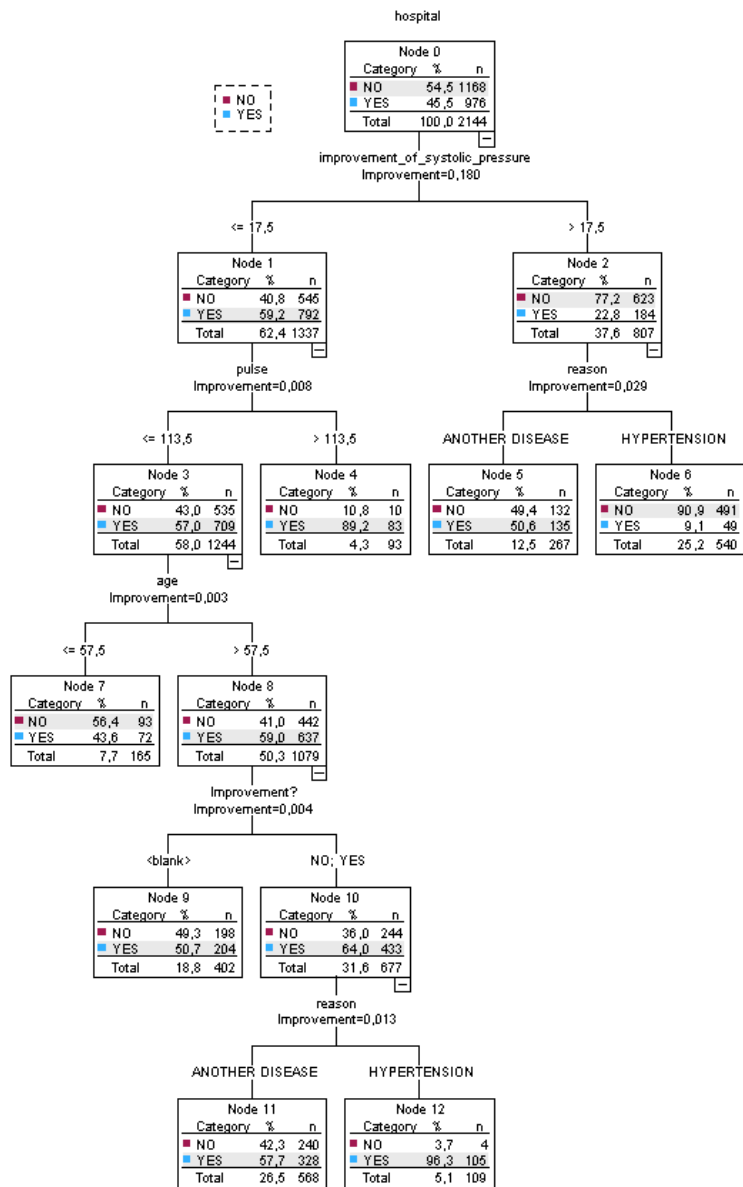 hospital
Node 0
Category % n
NO 54,5 1168
YES 45,5 976
Total 100,0 2144
NO
YES
improvement_of_systolic_pressure
Improvement=0,180
<= 17,5
> 17,5
Node 1
Category % n
NO 40,8 545
YES 59,2 792
Total 62,4 1337
Node 2
Category % n
NO 77,2 623
YES 22,8 184
Total 37,6 807
pulse
Improvement=0,008
reason
Improvement=0,029
<= 113,5
> 113,5
ANOTHER DISEASE
HYPERTENSION
Node 3
Category % n
NO 43,0 535
YES 57,0 709
Total 58,0 1244
Node 4
Category % n
NO 10,8 10
YES 89,2 83
Total 4,3 93
Node 5
Category % n
NO 49,4 132
YES 50,6 135
Total 12,5 267
Node 6
Category % n
NO 90,9 491
YES 9,1 49
Total 25,2 540
age
Improvement=0,003
<= 57,5
> 57,5
Node 7
Category % n
NO 56,4 93
YES 43,6 72
Total 7,7 165
Node 8
Category % n
NO 41,0 442
YES 59,0 637
Total 50,3 1079
Improvement?
Improvement=0,004
<blank>
NO; YES
Node 9
Category % n
NO 49,3 198
YES 50,7 204
Total 18,8 402
Node 10
Category % n
NO 36,0 244
YES 64,0 433
Total 31,6 677
reason
Improvement=0,013
ANOTHER DISEASE
HYPERTENSION
Node 11
Category % n
NO 42,3 240
YES 57,7 328
Total 26,5 568
Node 12
Category % n
NO 3,7 4
YES 96,3 105
Total 5,1 109